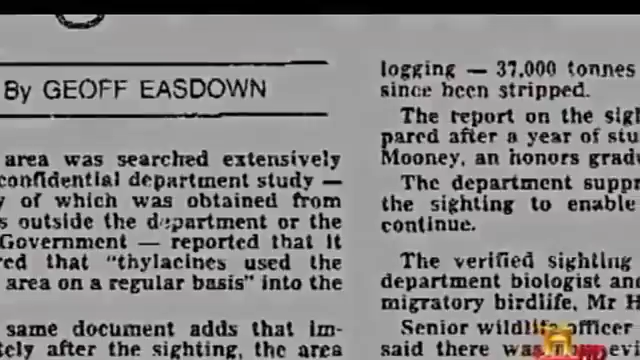 By GEOFF EASDOWN
area was searched extensively
confidential department study —
y of which was obtained from
s outside the department or the
Government — reported that it
red that "thylacines used the
area on a regular basis" into the
same document adds that im-
tely after the sighting, the area
logging — 37,000 tonnes
since been stripped.
The report on the sigh
pared after a year of stu
Mooney, an honors gradu
The department suppr
the sighting to enable
continue.
The verified sighting
department biologist and
migratory birdlife, Mr H
Senior wildlife officer
said there was